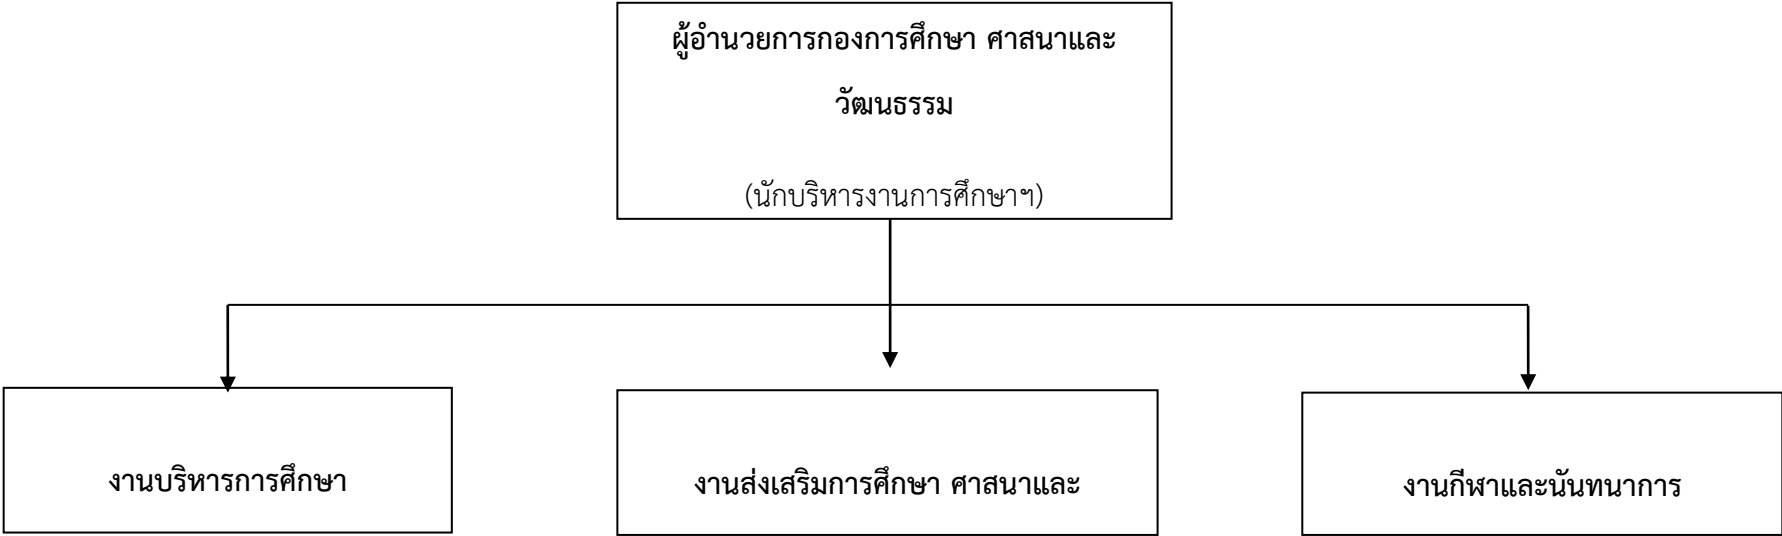 ผู้อำนวยการกองการศึกษา ศาสนาและ
วัฒนธรรม
(นักบริหารงานการศึกษาฯ)
งานบริหารการศึกษา
งานส่งเสริมการศึกษา ศาสนาและ
งานกีฬาและนันทนาการ